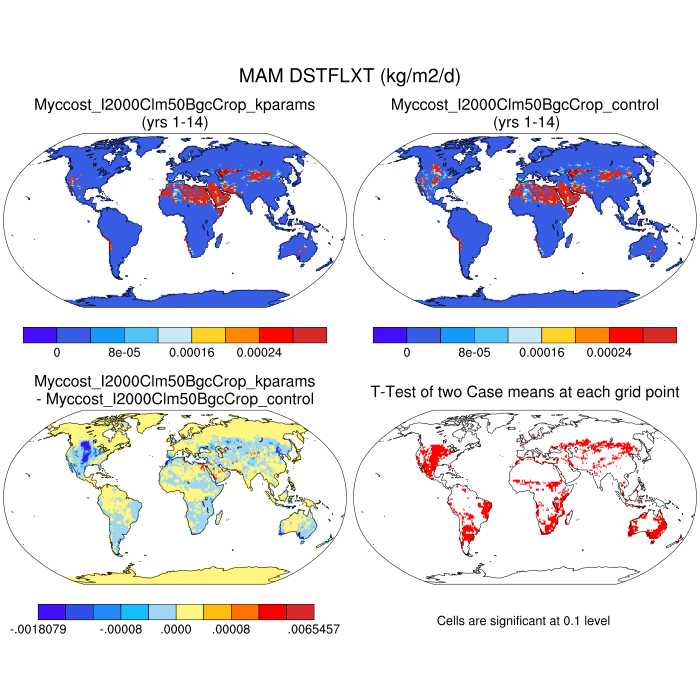 MAM DSTFLXT (kg/m2/d)
Myccost_I2000Clm50BgcCrop_kparams
(yrs 1-14)
Myccost_I2000Clm50BgcCrop_control
(yrs 1-14)
0 8e-05 0.00016 0.00024
0 8e-05 0.00016 0.00024
Myccost_I2000Clm50BgcCrop_kparams
- Myccost_I2000Clm50BgcCrop_control
T-Test of two Case means at each grid point
-.0018079 -.00008 .0000 .00008 .0065457
Cells are significant at 0.1 level